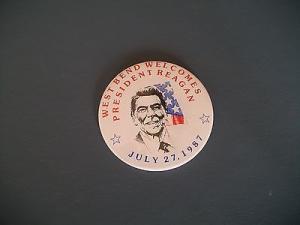 WEST BEND WELCOMES
PRESIDENT REAGAN
JULY 27, 1987